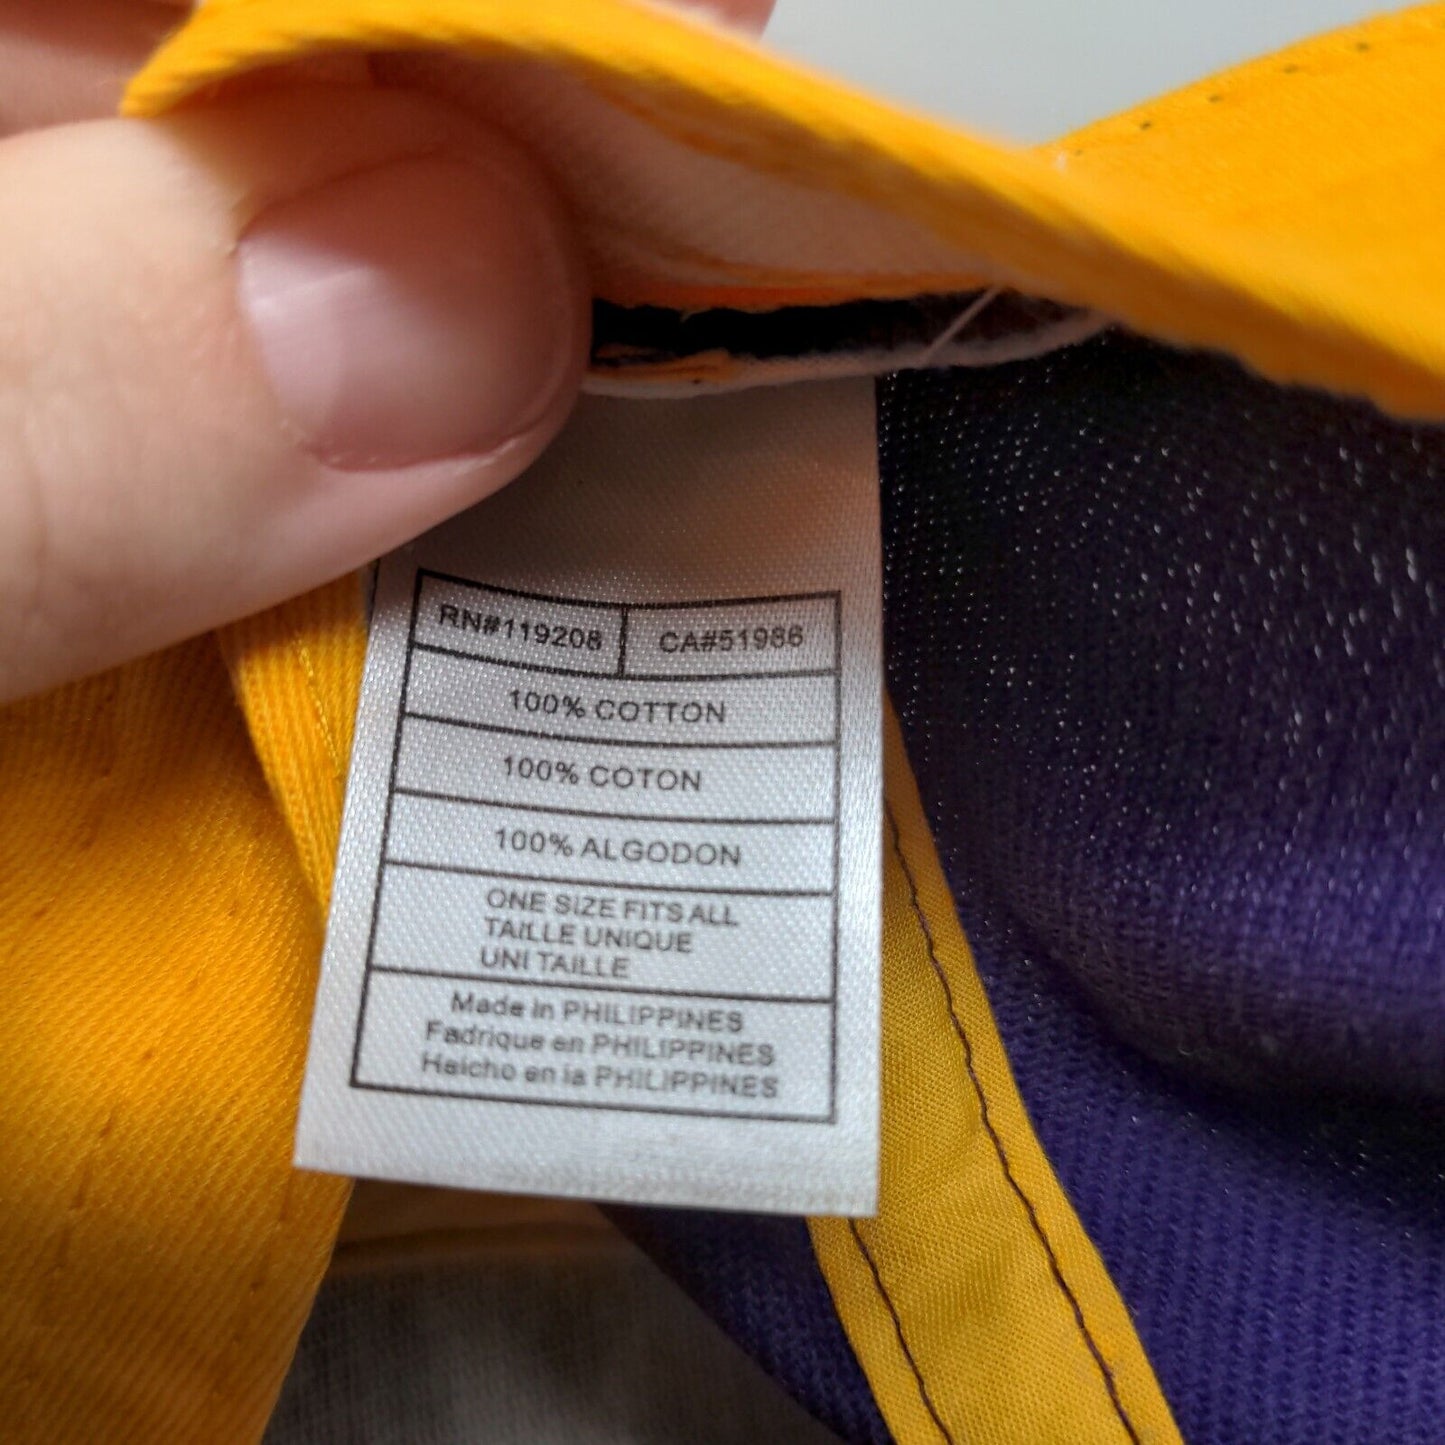 RN#119208 CA#51986
100% COTTON
100% COTON
100% ALGODON
ONE SIZE FITS ALL
TAILLE UNIQUE
UNI TAILLE
Made in PHILIPPINES
Fadrique en PHILIPPINES
Haicho en la PHILIPPINES